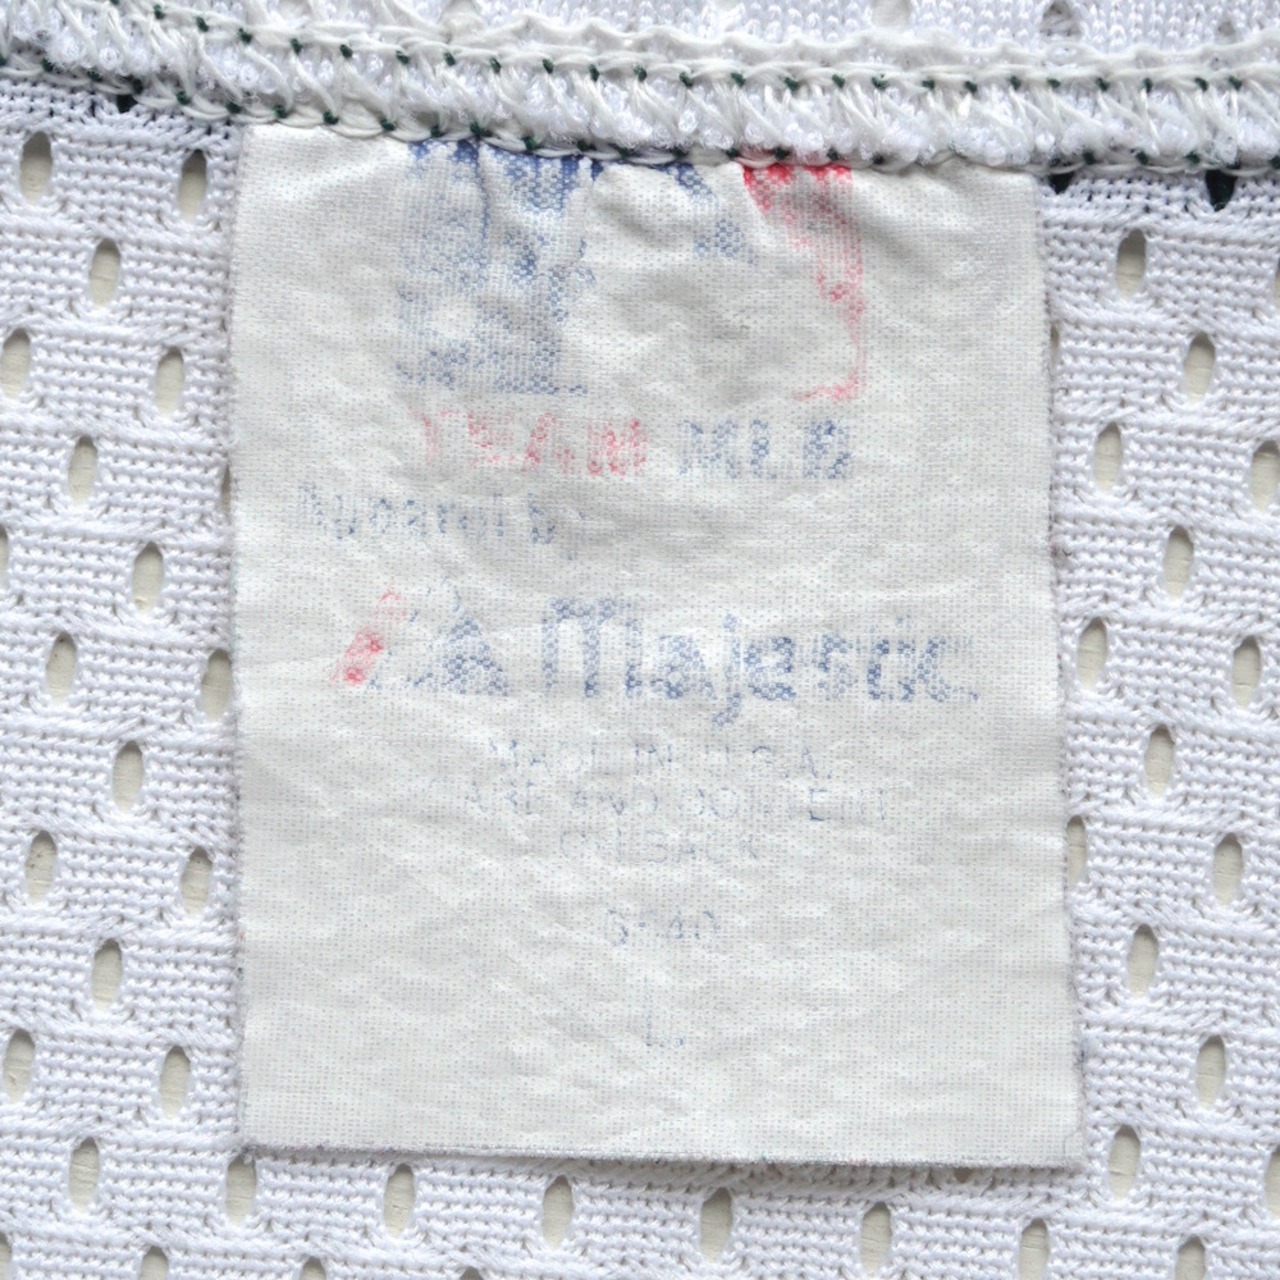 TEAM MLB
Apparel by
Majestic
MADE IN U.S.A.
CARE AND CONTENT
ON BACK
L